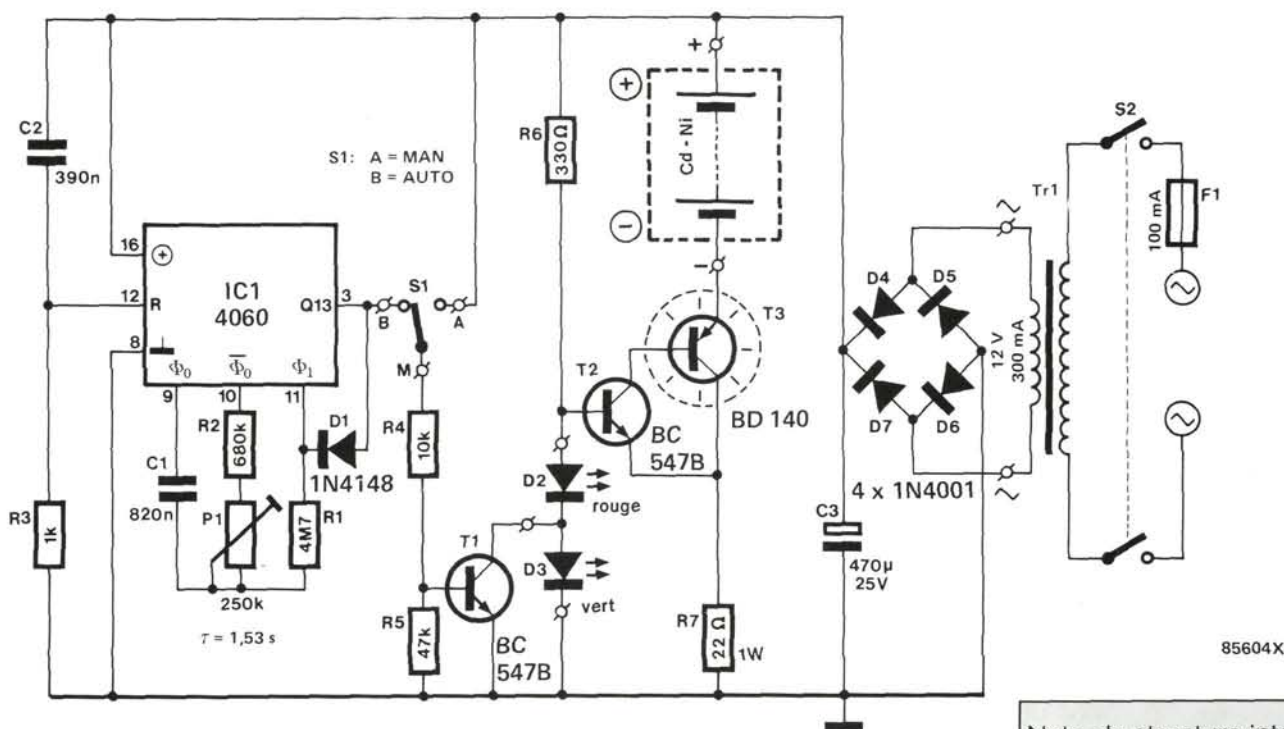 C2
390n
S1: A = MAN
B = AUTO
R6
330Ω
+
+
Cd - Ni
−
−
S2
F1
100 mA
Tr1
∼
16
+
12
R
IC1
4060
Q13
3
8
⊥
Φ0
Φ̅0
Φ1
9
10
11
B
S1
A
M
T3
T2
BC
547B
BD 140
D4
D5
D7
D6
12 V
300 mA
4 x 1N4001
∼
R2
680k
D1
1N4148
R4
10k
C1
820n
P1
250k
R1
4M7
τ = 1,53 s
R3
1k
D2
rouge
T1
BC
547B
D3
vert
R5
47k
R7
22 Ω
1W
C3
470µ
25V
85604X